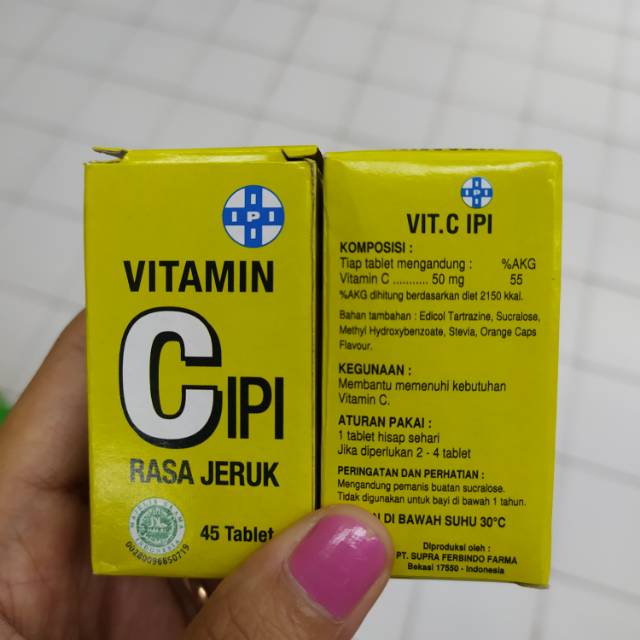 IPI
VITAMIN
C IPI
RASA JERUK
45 Tablet
INDONESIA
00280096850719
IPI
VIT.C IPI
KOMPOSISI :
Tiap tablet mengandung : %AKG
Vitamin C ........... 50 mg 55
%AKG dihitung berdasarkan diet 2150 kkal.
Bahan tambahan : Edicol Tartrazine, Sucralose,
Methyl Hydroxybenzoate, Stevia, Orange Caps
Flavour.
KEGUNAAN :
Membantu memenuhi kebutuhan
Vitamin C.
ATURAN PAKAI :
1 tablet hisap sehari
Jika diperlukan 2 - 4 tablet
PERINGATAN DAN PERHATIAN :
Mengandung pemanis buatan sucralose.
Tidak digunakan untuk bayi di bawah 1 tahun.
DI BAWAH SUHU 30°C
Diproduksi oleh :
PT. SUPRA FERBINDO FARMA
Bekasi 17550 - Indonesia